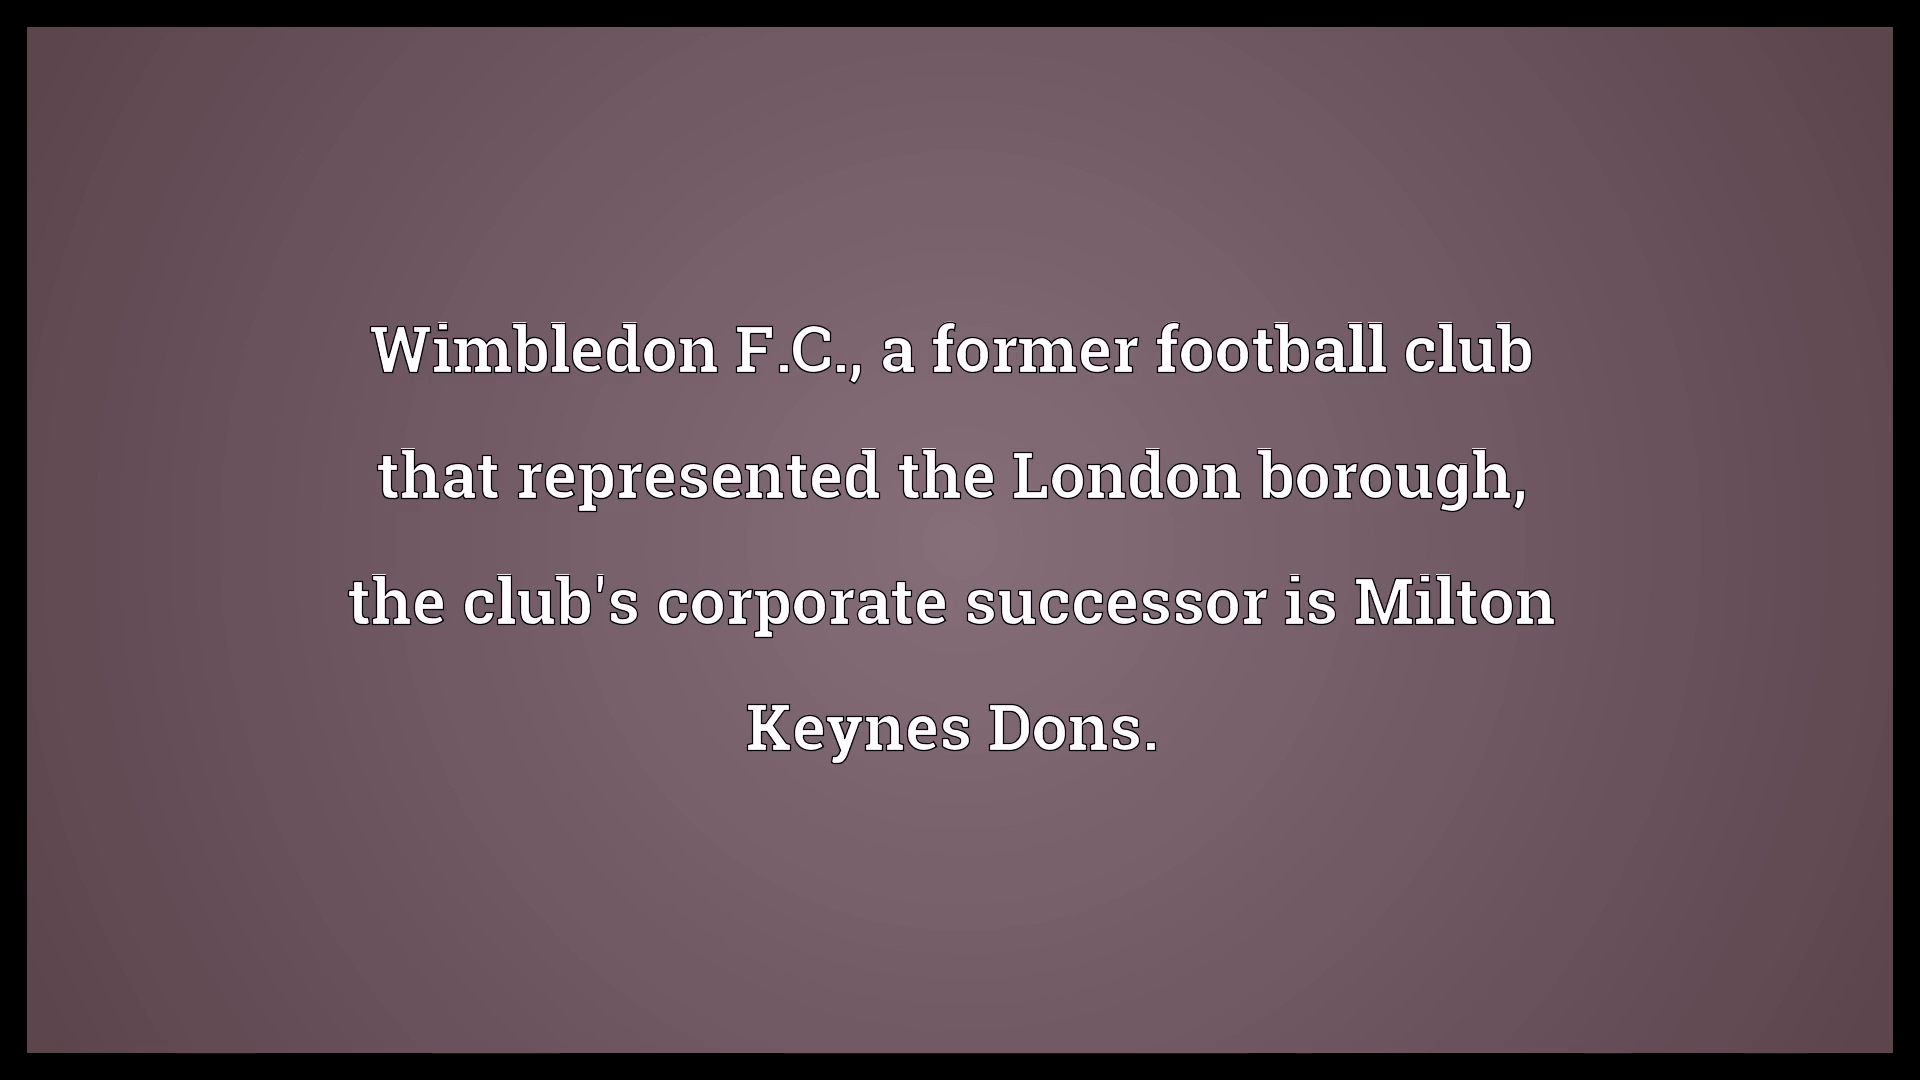 Wimbledon F.C., a former football club
that represented the London borough,
the club's corporate successor is Milton
Keynes Dons.